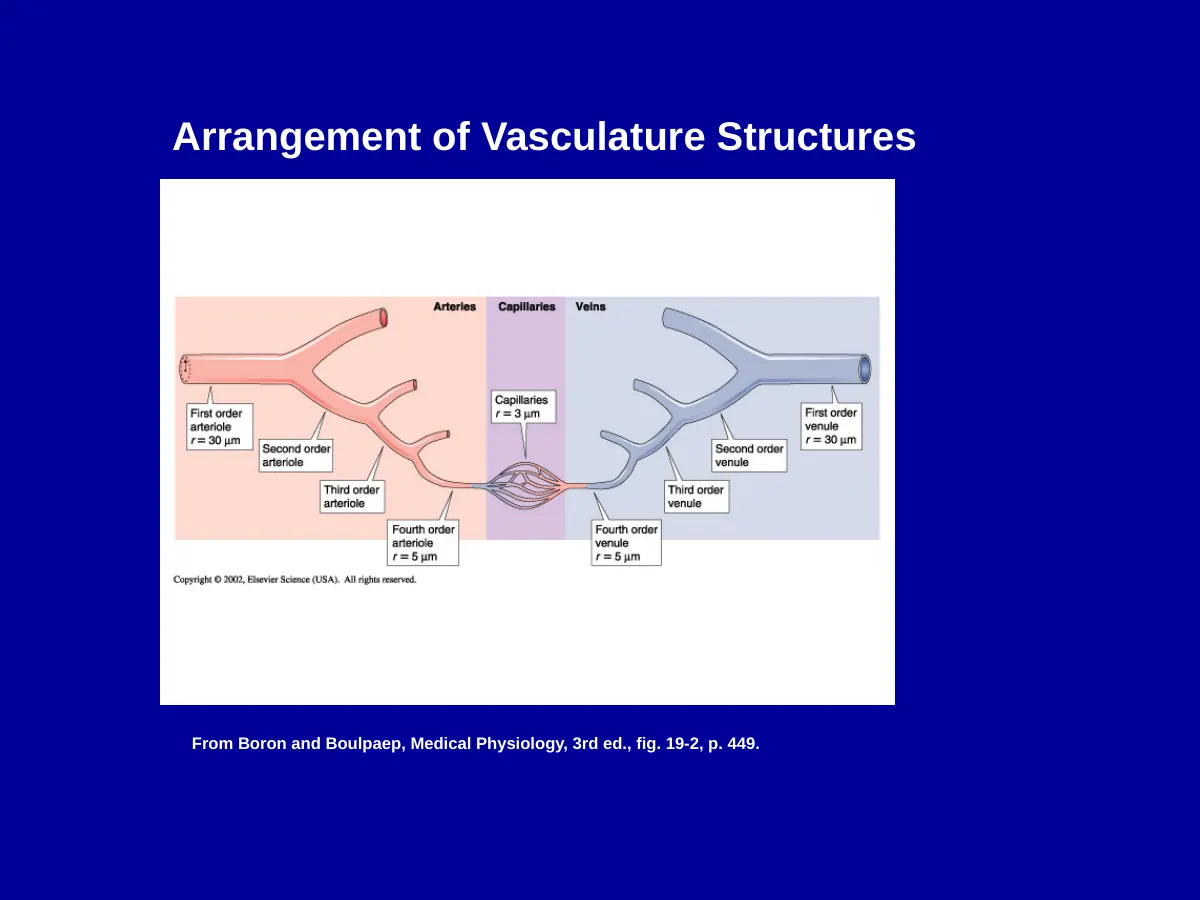 Arrangement of Vasculature Structures
Arteries
Capillaries
Veins
First order
arteriole
r = 30 µm
Second order
arteriole
Third order
arteriole
Fourth order
arteriole
r = 5 µm
Capillaries
r = 3 µm
First order
venule
r = 30 µm
Second order
venule
Third order
venule
Fourth order
venule
r = 5 µm
Copyright © 2002, Elsevier Science (USA). All rights reserved.
From Boron and Boulpaep, Medical Physiology, 3rd ed., fig. 19-2, p. 449.